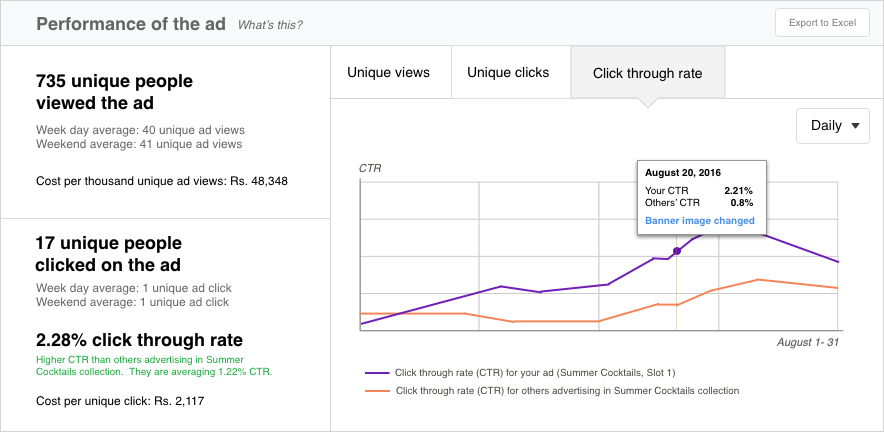 Performance of the ad What's this?
Export to Excel
735 unique people
viewed the ad
Week day average: 40 unique ad views
Weekend average: 41 unique ad views
Cost per thousand unique ad views: Rs. 48,348
17 unique people
clicked on the ad
Week day average: 1 unique ad click
Weekend average: 1 unique ad click
2.28% click through rate
Higher CTR than others advertising in Summer
Cocktails collection. They are averaging 1.22% CTR.
Cost per unique click: Rs. 2,117
Unique views
Unique clicks
Click through rate
Daily
CTR
August 20, 2016
Your CTR 2.21%
Others' CTR 0.8%
Banner image changed
August 1- 31
Click through rate (CTR) for your ad (Summer Cocktails, Slot 1)
Click through rate (CTR) for others advertising in Summer Cocktails collection